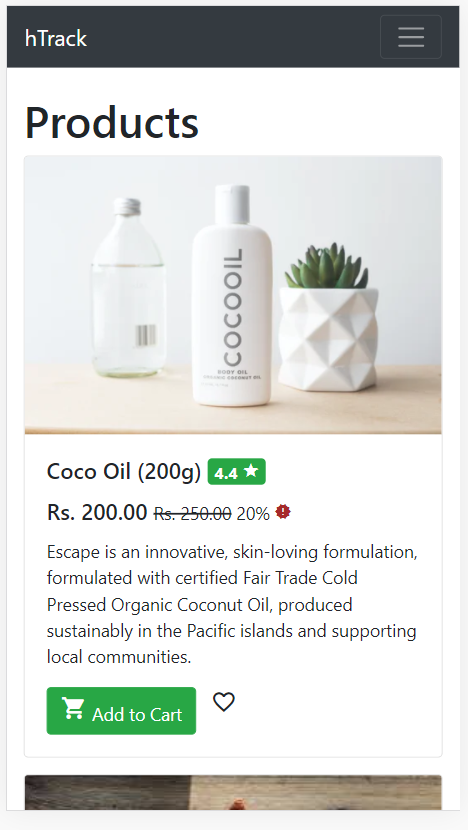 hTrack
Products
COCOOIL
BODY OIL
ORGANIC COCONUT OIL
Coco Oil (200g) 4.4
Rs. 200.00 Rs. 250.00 20%
Escape is an innovative, skin-loving formulation,
formulated with certified Fair Trade Cold
Pressed Organic Coconut Oil, produced
sustainably in the Pacific islands and supporting
local communities.
Add to Cart